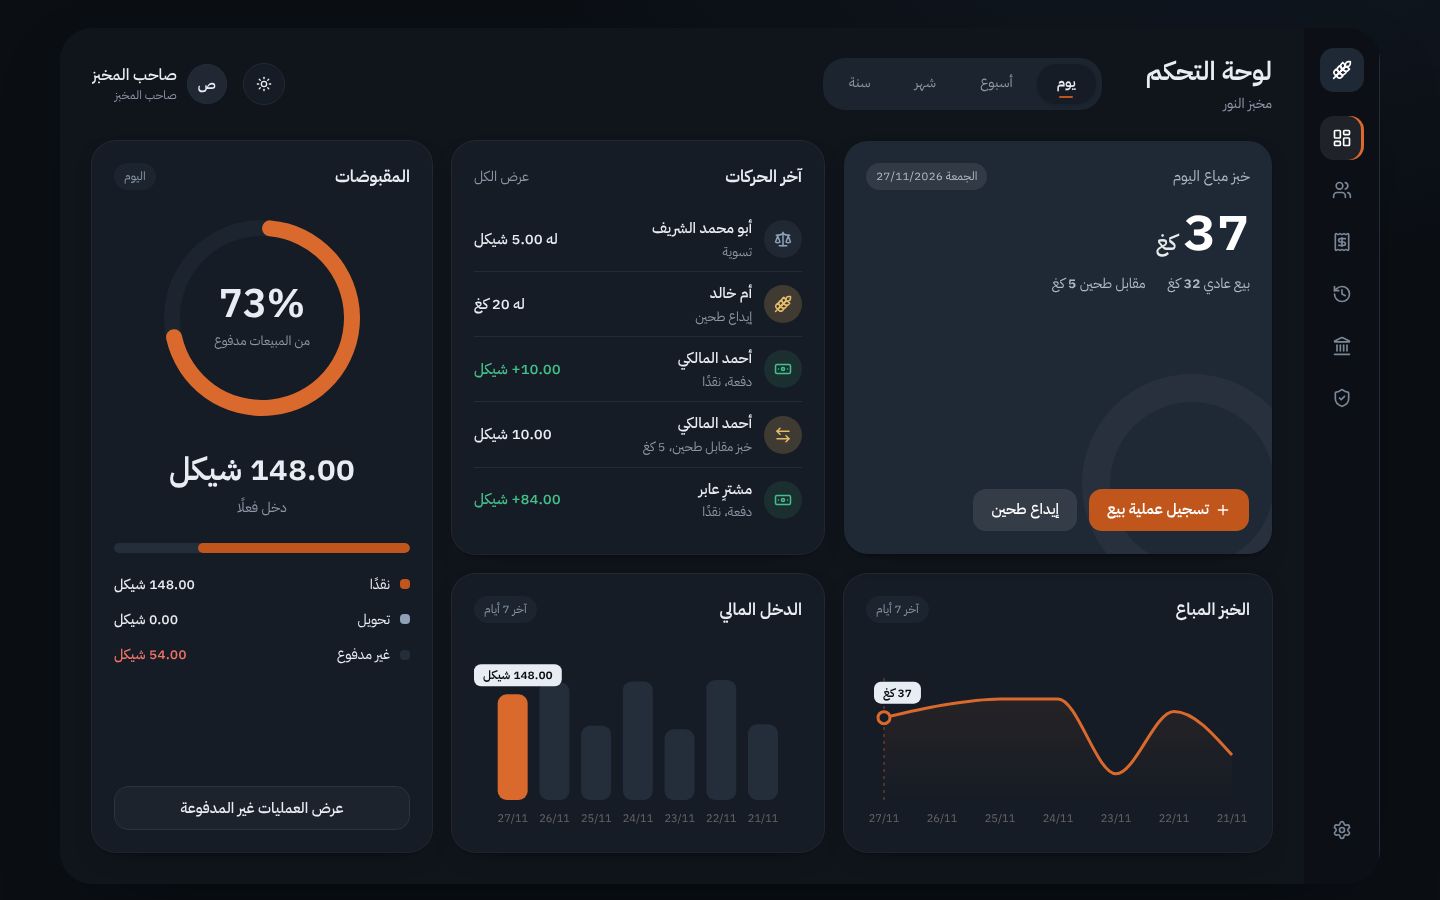 لوحة التحكم
مخبز النور
يوم
أسبوع
شهر
سنة
ص
صاحب المخبز
صاحب المخبز
خبز مباع اليوم
الجمعة 27/11/2026
37 كغ
بيع عادي 32 كغ
مقابل طحين 5 كغ
تسجيل عملية بيع +
إيداع طحين
آخر الحركات
عرض الكل
أبو محمد الشريف
تسوية
له 5.00 شيكل
أم خالد
إيداع طحين
له 20 كغ
أحمد المالكي
دفعة، نقدًا
+10.00 شيكل
أحمد المالكي
خبز مقابل طحين، 5 كغ
10.00 شيكل
مشترٍ عابر
دفعة، نقدًا
+84.00 شيكل
المقبوضات
اليوم
73%
من المبيعات مدفوع
148.00 شيكل
دخل فعلًا
نقدًا
148.00 شيكل
تحويل
0.00 شيكل
غير مدفوع
54.00 شيكل
عرض العمليات غير المدفوعة
الخبز المباع
آخر 7 أيام
37 كغ
21/11
22/11
23/11
24/11
25/11
26/11
27/11
الدخل المالي
آخر 7 أيام
148.00 شيكل
21/11
22/11
23/11
24/11
25/11
26/11
27/11